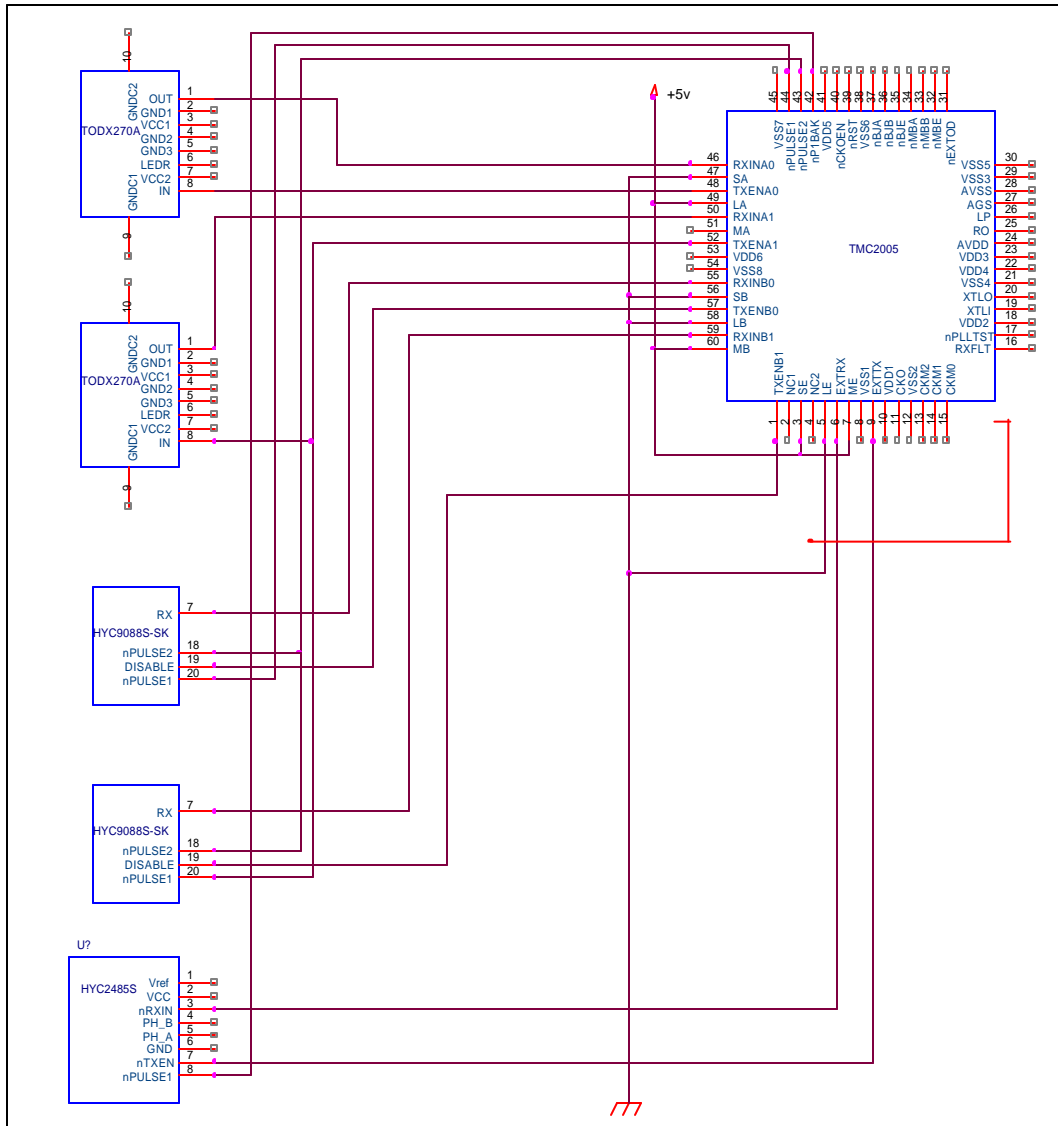 10
GNDC2
TODX270A
OUT 1
GND1 2
VCC1 3
GND2 4
GND3 5
LEDR 6
VCC2 7
IN 8
GNDC1
9
10
GNDC2
TODX270A
OUT 1
GND1 2
VCC1 3
GND2 4
GND3 5
LEDR 6
VCC2 7
IN 8
GNDC1
9
RX 7
HYC9088S-SK
nPULSE2 18
DISABLE 19
nPULSE1 20
RX 7
HYC9088S-SK
nPULSE2 18
DISABLE 19
nPULSE1 20
U?
HYC2485S
Vref 1
VCC 2
nRXIN 3
PH_B 4
PH_A 5
GND 6
nTXEN 7
nPULSE1 8
+5v
45 VSS7
44 nPULSE1
43 nPULSE2
42 nP1BAK
41 VDD5
40 nCKOEN
39 nRST
38 VSS6
37 nBJA
36 nBJB
35 nBJE
34 nMBA
33 nMBB
32 nMBE
31 nEXTOD
46 RXINA0
47 SA
48 TXENA0
49 LA
50 RXINA1
51 MA
52 TXENA1
53 VDD6
54 VSS8
55 RXINB0
56 SB
57 TXENB0
58 LB
59 RXINB1
60 MB
TMC2005
VSS5 30
VSS3 29
AVSS 28
AGS 27
LP 26
RO 25
AVDD 24
VDD3 23
VDD4 22
VSS4 21
XTLO 20
XTLI 19
VDD2 18
nPLLTST 17
RXFLT 16
TXENB1 1
NC1 2
SE 3
NC2 4
LE 5
EXTRX 6
ME 7
VSS1 8
EXTTX 9
VDD1 10
CKO 11
VSS2 12
CKM2 13
CKM1 14
CKM0 15